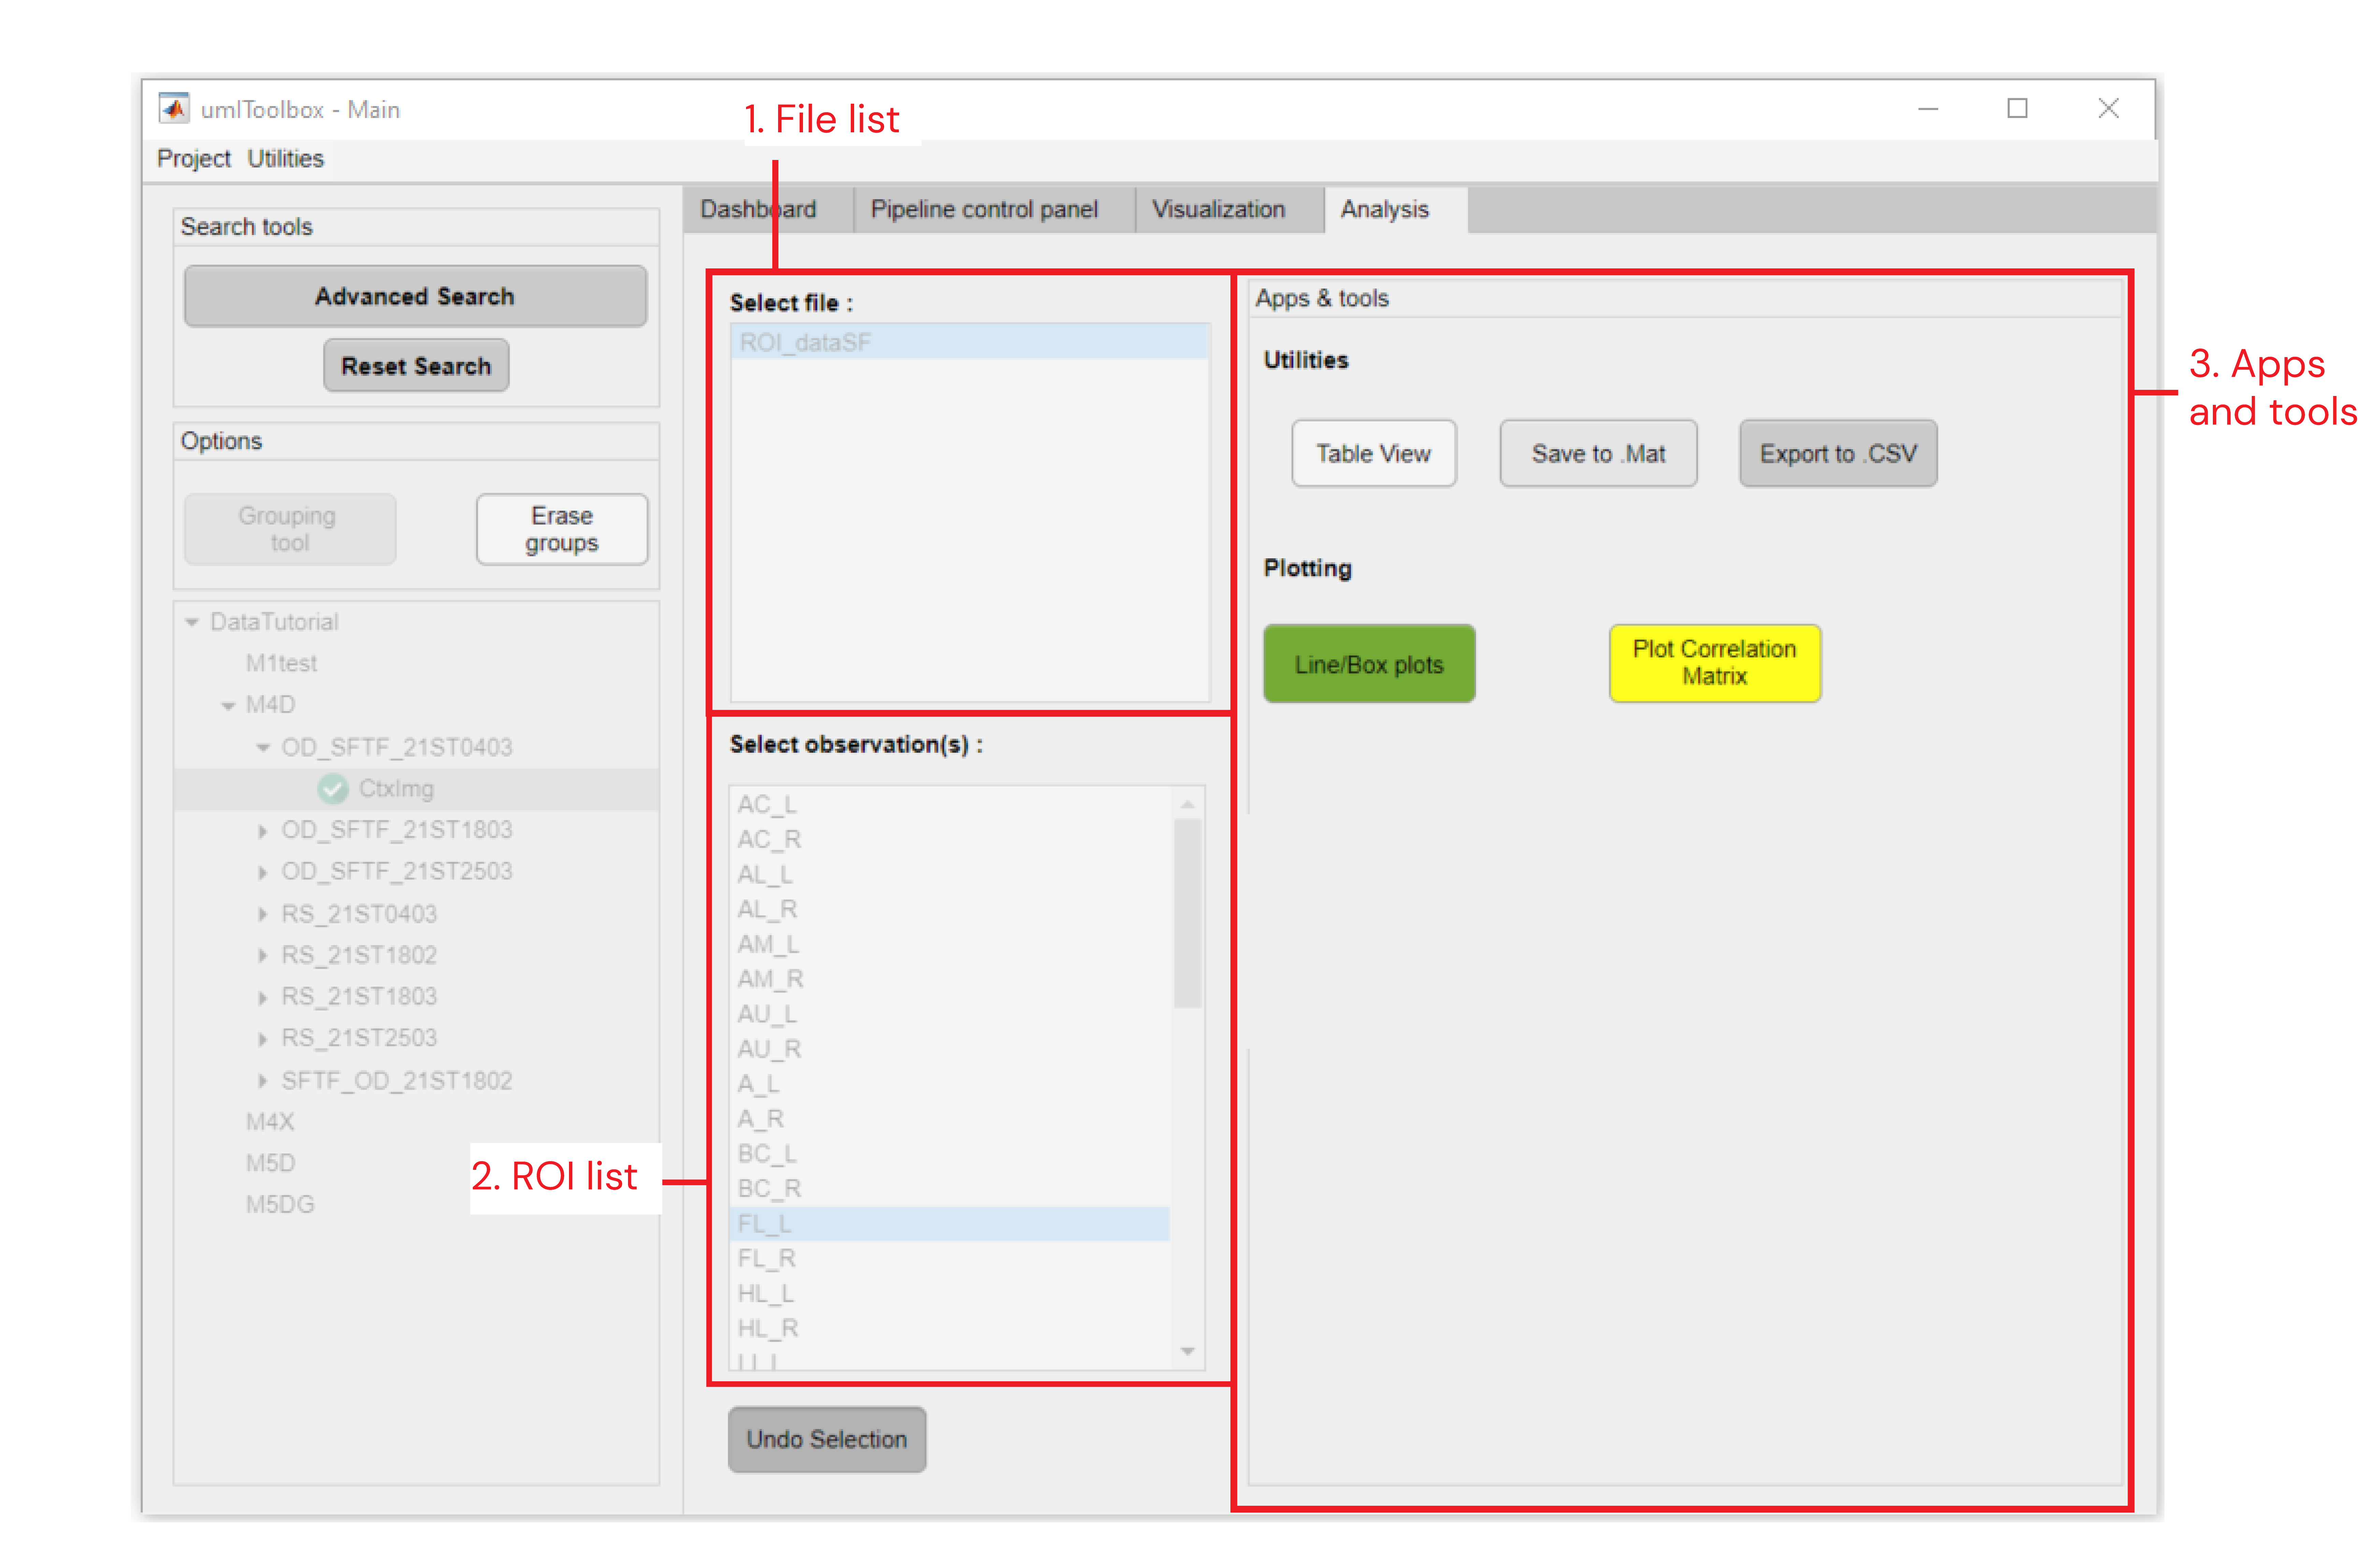 umIToolbox - Main
1. File list
Project Utilities
Search tools
Advanced Search
Reset Search
Options
Grouping
tool
Erase
groups
DataTutorial
M1test
M4D
OD_SFTF_21ST0403
CtxImg
OD_SFTF_21ST1803
OD_SFTF_21ST2503
RS_21ST0403
RS_21ST1802
RS_21ST1803
RS_21ST2503
SFTF_OD_21ST1802
M4X
M5D
M5DG
2. ROI list
Dashboard
Pipeline control panel
Visualization
Analysis
Select file :
ROI_dataSF
Select observation(s) :
AC_L
AC_R
AL_L
AL_R
AM_L
AM_R
AU_L
AU_R
A_L
A_R
BC_L
BC_R
FL_L
FL_R
HL_L
HL_R
Undo Selection
Apps & tools
Utilities
Table View
Save to .Mat
Export to .CSV
Plotting
Line/Box plots
Plot Correlation
Matrix
3. Apps
and tools